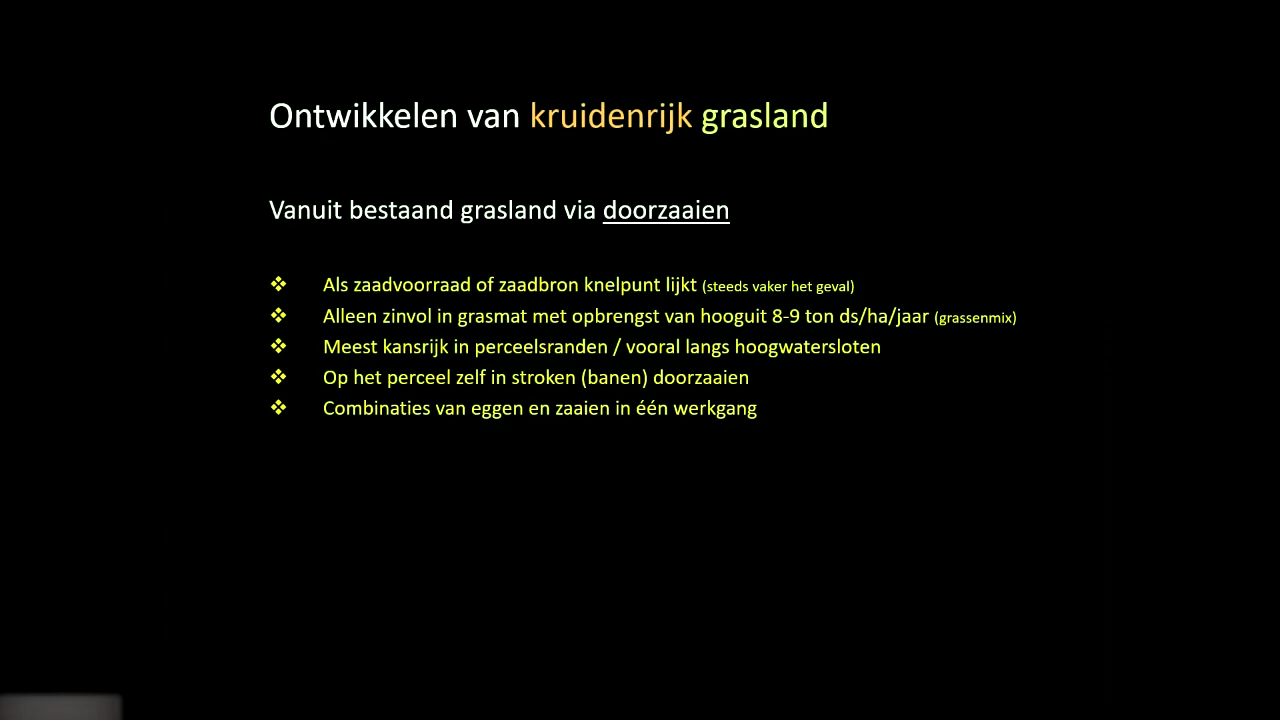 Ontwikkelen van kruidenrijk grasland
Vanuit bestaand grasland via doorzaaien
❖ Als zaadvoorraad of zaadbron knelpunt lijkt (steeds vaker het geval)
❖ Alleen zinvol in grasmat met opbrengst van hooguit 8-9 ton ds/ha/jaar (grassenmix)
❖ Meest kansrijk in perceelsranden / vooral langs hoogwatersloten
❖ Op het perceel zelf in stroken (banen) doorzaaien
❖ Combinaties van eggen en zaaien in één werkgang